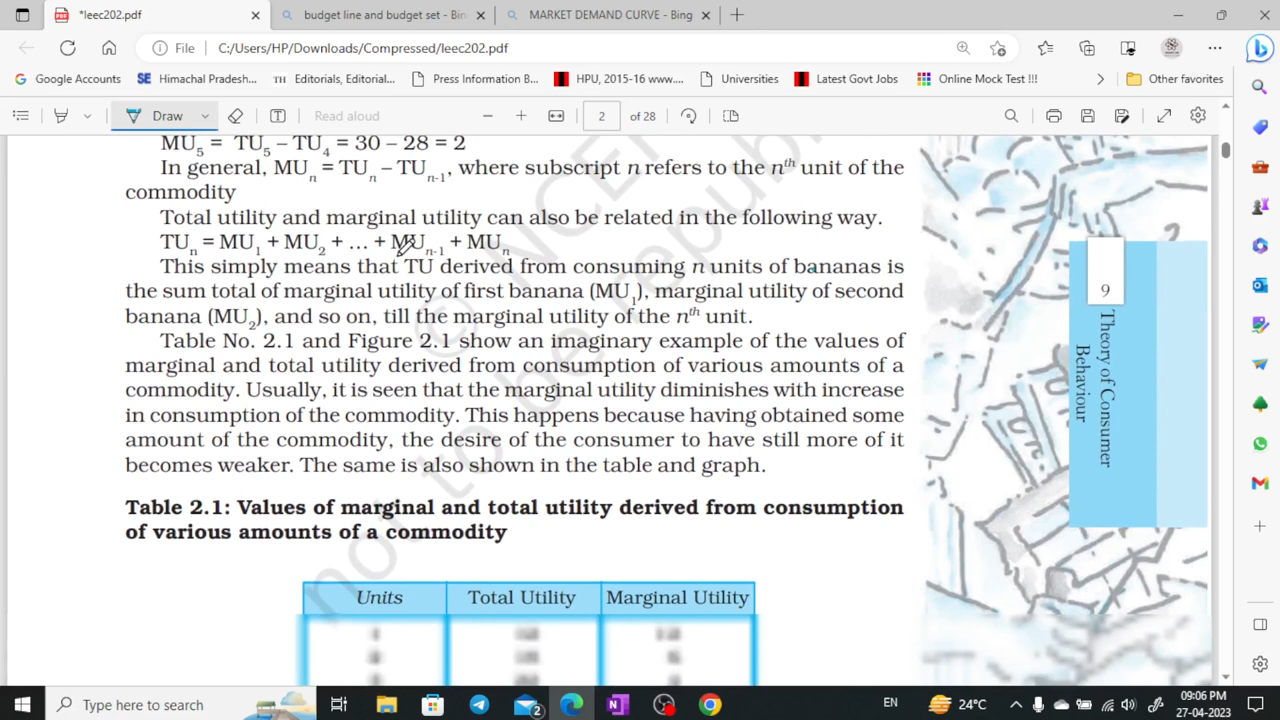 *leec202.pdf
budget line and budget set - Bin
MARKET DEMAND CURVE - Bing
File
C:/Users/HP/Downloads/Compressed/leec202.pdf
Google Accounts
SE Himachal Pradesh...
TH Editorials, Editorial...
Press Information B...
HPU, 2015-16 www....
Universities
Latest Govt Jobs
Online Mock Test !!!
Other favorites
Draw
Read aloud
2 of 28
MU5 = TU5 – TU4 = 30 – 28 = 2
In general, MUn = TUn – TUn-1, where subscript n refers to the nth unit of the
commodity
Total utility and marginal utility can also be related in the following way.
TUn = MU1 + MU2 + … + MUn-1 + MUn
This simply means that TU derived from consuming n units of bananas is
the sum total of marginal utility of first banana (MU1), marginal utility of second
banana (MU2), and so on, till the marginal utility of the nth unit.
Table No. 2.1 and Figure 2.1 show an imaginary example of the values of
marginal and total utility derived from consumption of various amounts of a
commodity. Usually, it is seen that the marginal utility diminishes with increase
in consumption of the commodity. This happens because having obtained some
amount of the commodity, the desire of the consumer to have still more of it
becomes weaker. The same is also shown in the table and graph.
Table 2.1: Values of marginal and total utility derived from consumption
of various amounts of a commodity
Units Total Utility Marginal Utility
© NCE
not to be republi
9
Theory of Consumer
Behaviour
Type here to search
2
EN
24°C
09:06 PM
27-04-2023